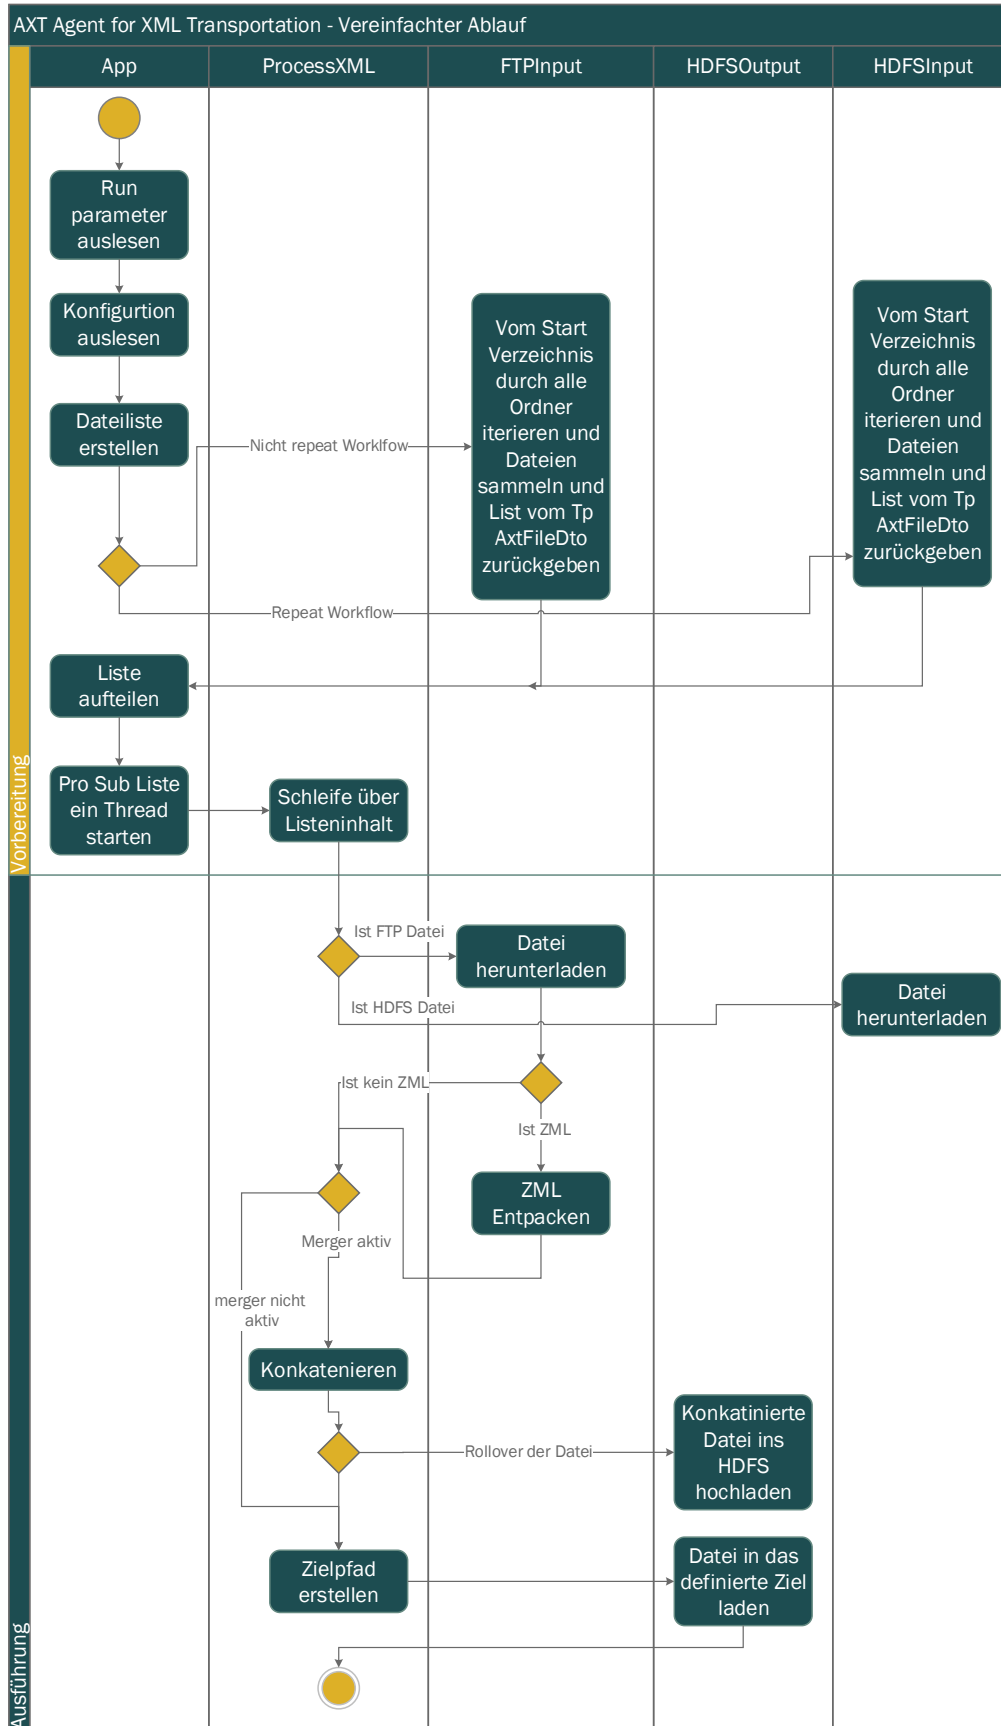 AXT Agent for XML Transportation - Vereinfachter Ablauf
App
ProcessXML
FTPInput
HDFSOutput
HDFSInput
Vorbereitung
Run
parameter
auslesen
Konfigurtion
auslesen
Dateiliste
erstellen
Nicht repeat Worklfow
Vom Start
Verzeichnis
durch alle
Ordner
iterieren und
Dateien
sammeln und
List vom Tp
AxtFileDto
zurückgeben
Vom Start
Verzeichnis
durch alle
Ordner
iterieren und
Dateien
sammeln und
List vom Tp
AxtFileDto
zurückgeben
Repeat Workflow
Liste
aufteilen
Pro Sub Liste
ein Thread
starten
Schleife über
Listeninhalt
Ausführung
Ist FTP Datei
Datei
herunterladen
Ist HDFS Datei
Datei
herunterladen
Ist kein ZML
Ist ZML
ZML
Entpacken
Merger aktiv
merger nicht
aktiv
Konkatenieren
Rollover der Datei
Konkatinierte
Datei ins
HDFS
hochladen
Zielpfad
erstellen
Datei in das
definierte Ziel
laden